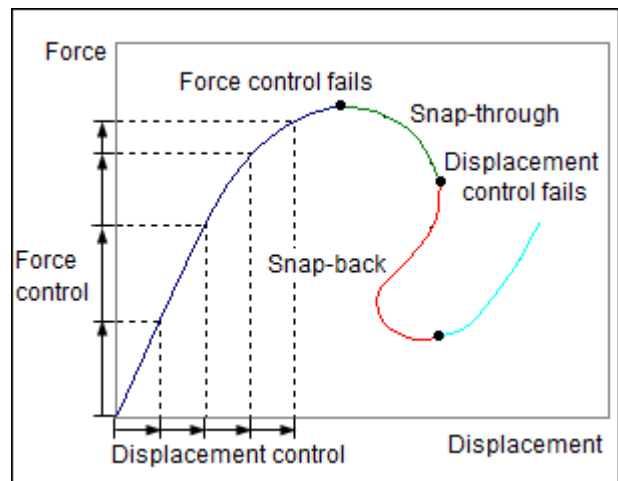 Force
Force control fails
Snap-through
Displacement
control fails
Snap-back
Force
control
Displacement control
Displacement